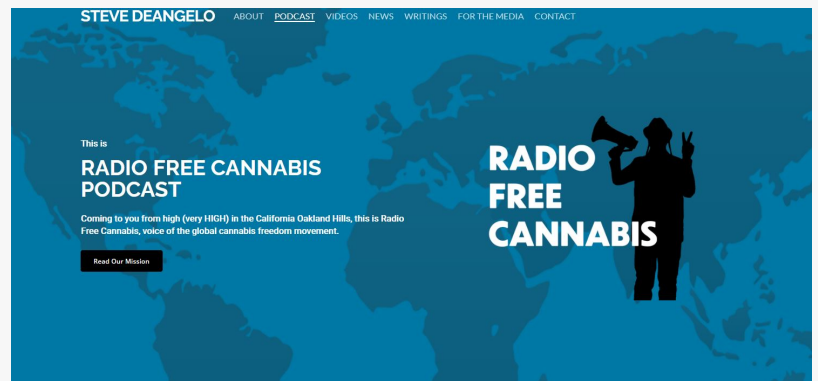 STEVE DEANGELO ABOUT PODCAST VIDEOS NEWS WRITINGS FOR THE MEDIA CONTACT
This is
RADIO FREE CANNABIS
PODCAST
Coming to you from high (very HIGH) in the California Oakland Hills, this is Radio
Free Cannabis, voice of the global cannabis freedom movement.
Read Our Mission
RADIO
FREE
CANNABIS